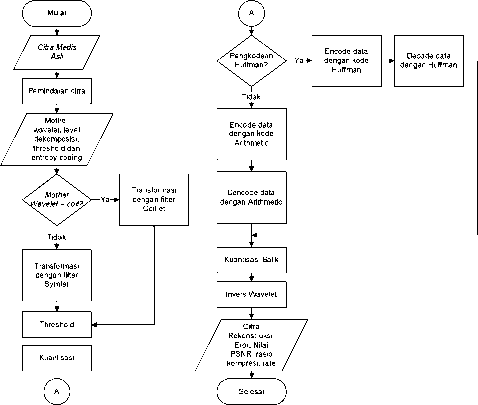 Mulai
Citra Medis
Asli
Pemindaian citra
Mothe
wavelet, level
dekomposisi,
threshold dan
entropy coding
Mother
Wavelet = coif?
Ya
Transformasi
dengan filter
Coiflet
Tidak
Transformasi
dengan filter
Symlet
Threshold
Kuantisasi
A
A
Pengkodean
Huffman?
Ya
Encode data
dengan kode
Huffman
Decode data
dengan Huffman
Tidak
Encode data
dengan kode
Arithmetic
Dencode data
dengan Arithmetic
Kuantisasi Balik
Invers Wavelet
Citra
Rekonstruksi
Error, Nilai
PSNR, rasio
kompresi, rate
Selesai